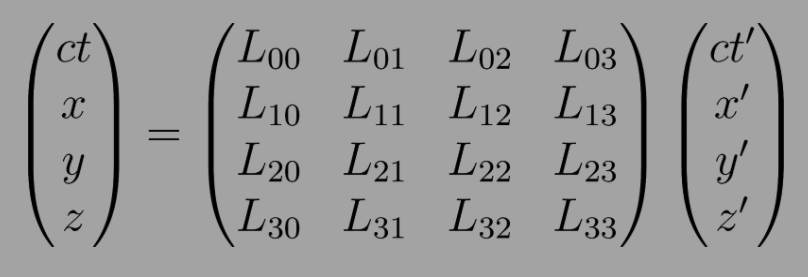 ct L₀₀ L₀₁ L₀₂ L₀₃ ct′
x L₁₀ L₁₁ L₁₂ L₁₃ x′
=
y L₂₀ L₂₁ L₂₂ L₂₃ y′
z L₃₀ L₃₁ L₃₂ L₃₃ z′